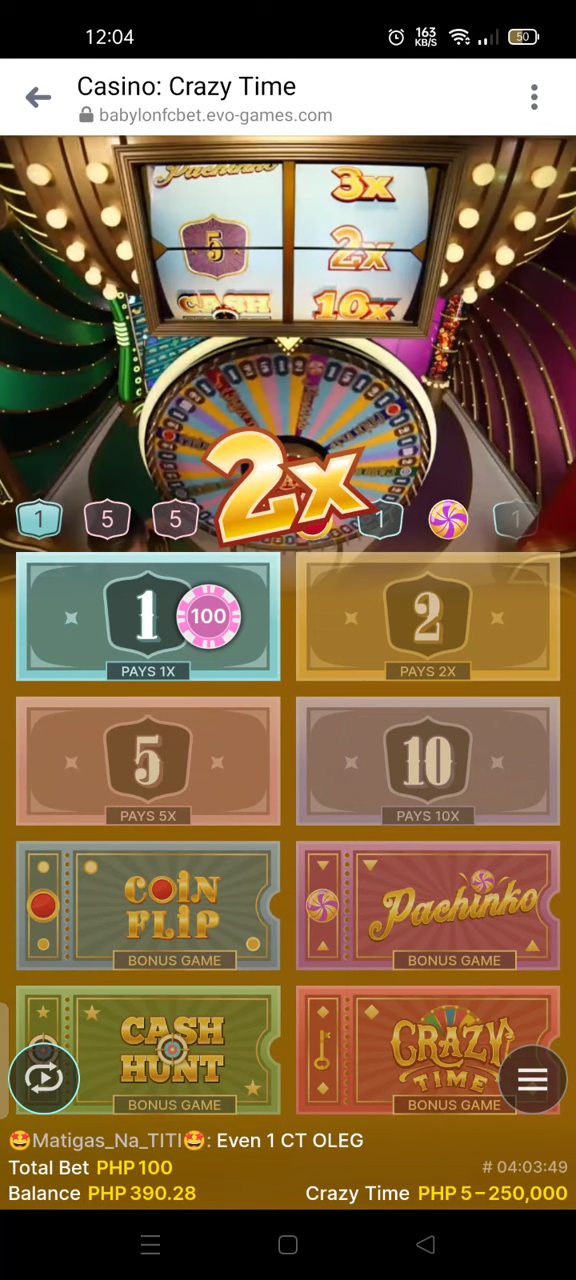 12:04
163
KB/S
50
Casino: Crazy Time
babylonfcbet.evo-games.com
Pachinko
3x
5
2x
CASH
10x
2x
1
5
5
1
1
1
100
PAYS 1X
2
PAYS 2X
5
PAYS 5X
10
PAYS 10X
COIN
FLIP
BONUS GAME
Pachinko
BONUS GAME
CASH
HUNT
BONUS GAME
CRAZY
TIME
BONUS GAME
🤩Matigas_Na_TITI🤩: Even 1 CT OLEG
Total Bet PHP 100
# 04:03:49
Balance PHP 390.28
Crazy Time PHP 5 – 250,000